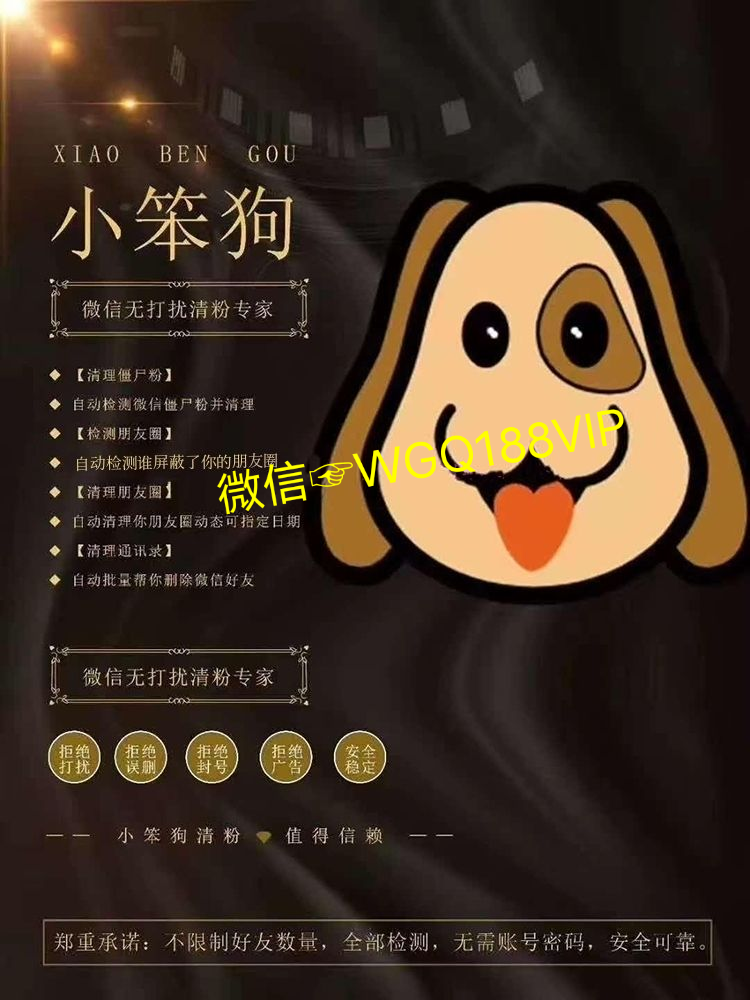 XIAO BEN GOU
小笨狗
微信无打扰清粉专家
【清理僵尸粉】
自动检测微信僵尸粉并清理
【检测朋友圈】
自动检测谁屏蔽了你的朋友圈
【清理朋友圈】
自动清理你朋友圈动态可指定日期
【清理通讯录】
自动批量帮你删除微信好友
微信☞WGQ188VIP
微信无打扰清粉专家
拒绝打扰 拒绝误删 拒绝封号 拒绝广告 安全稳定
—— 小笨狗清粉 值得信赖 ——
郑重承诺：不限制好友数量，全部检测，无需账号密码，安全可靠。